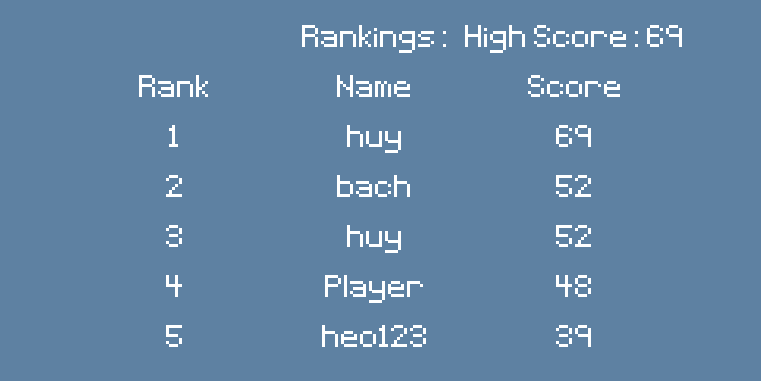 Rankings: High Score:69
Rank Name Score
1 huy 69
2 bach 52
3 huy 52
4 Player 48
5 heo123 39